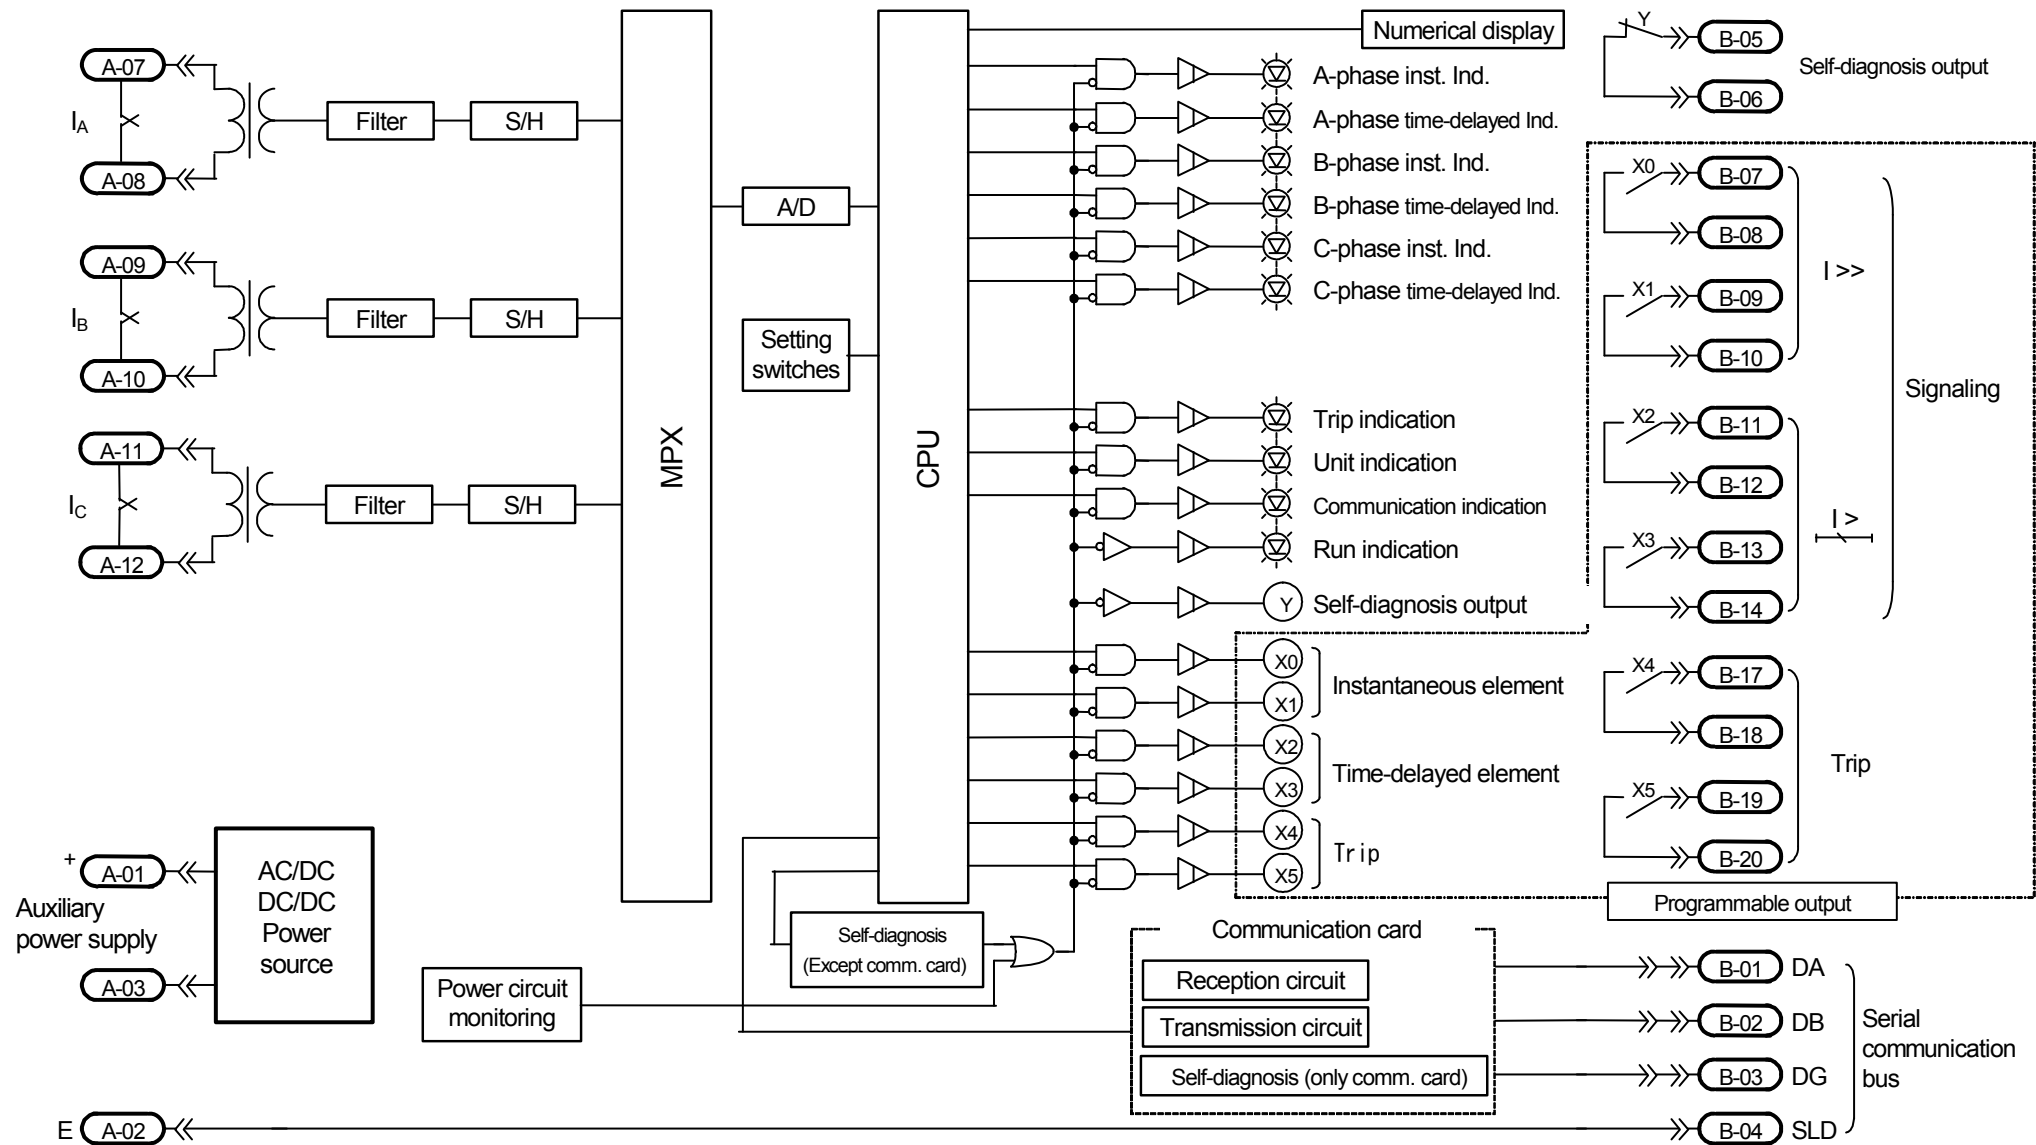 A-07
I_A
A-08
Filter
S/H
A-09
I_B
A-10
Filter
S/H
A-11
I_C
A-12
Filter
S/H
MPX
A/D
Setting
switches
CPU
+
A-01
Auxiliary
power supply
A-03
AC/DC
DC/DC
Power
source
Power circuit
monitoring
Self-diagnosis
(Except comm. card)
E
A-02
Numerical display
A-phase inst. Ind.
A-phase time-delayed Ind.
B-phase inst. Ind.
B-phase time-delayed Ind.
C-phase inst. Ind.
C-phase time-delayed Ind.
Trip indication
Unit indication
Communication indication
Run indication
Y
Self-diagnosis output
X0
X1
Instantaneous element
X2
X3
Time-delayed element
X4
X5
Trip
Communication card
Reception circuit
Transmission circuit
Self-diagnosis (only comm. card)
Y
B-05
B-06
Self-diagnosis output
X0
B-07
B-08
X1
B-09
B-10
I >>
X2
B-11
B-12
X3
B-13
B-14
I >
Signaling
X4
B-17
B-18
X5
B-19
B-20
Trip
Programmable output
B-01
DA
B-02
DB
B-03
DG
B-04
SLD
Serial
communication
bus